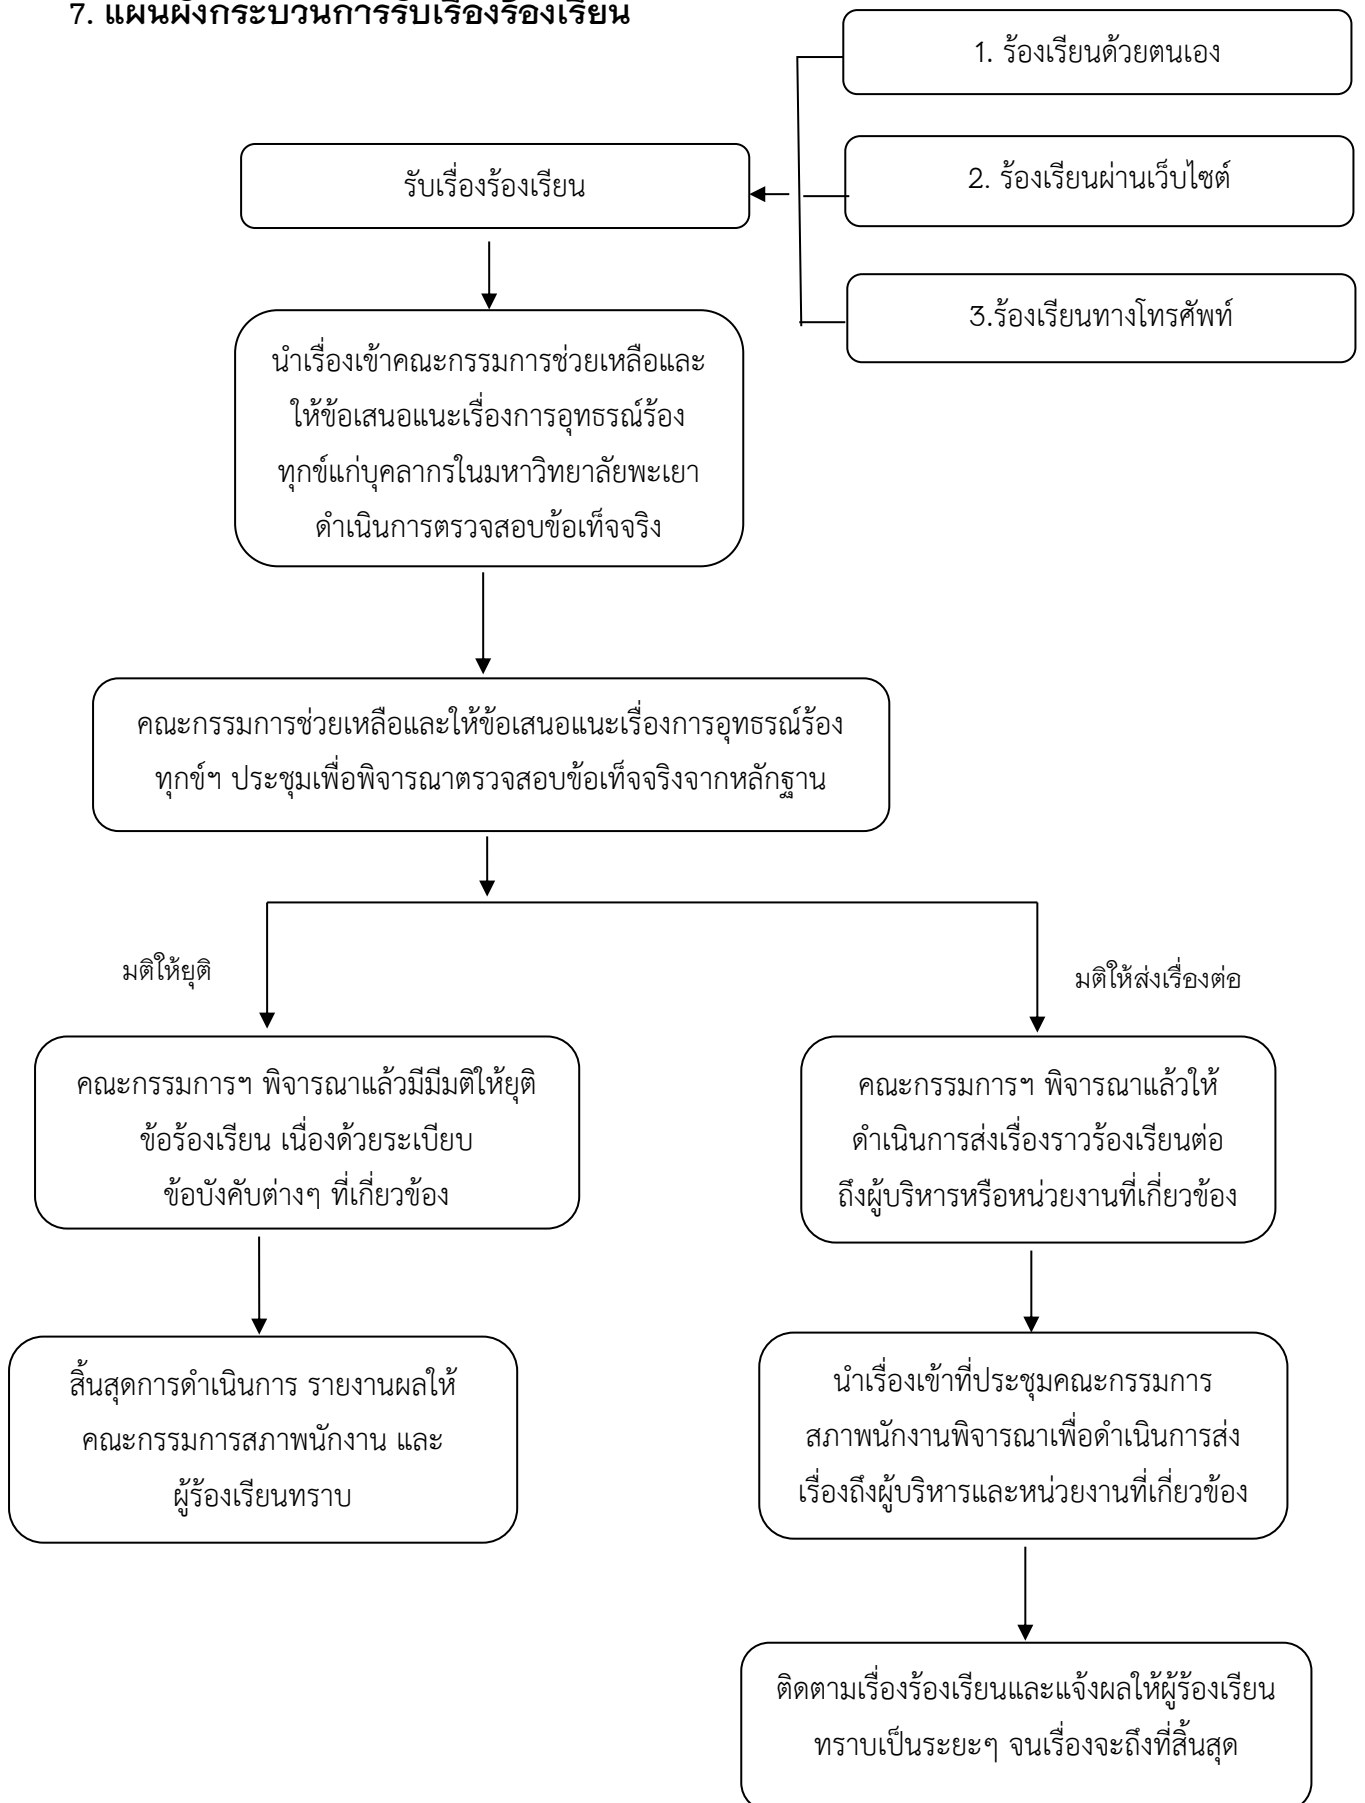 7. แผนผังกระบวนการรับเรื่องร้องเรียน
1. ร้องเรียนด้วยตนเอง
รับเรื่องร้องเรียน
2. ร้องเรียนผ่านเว็บไซต์
3.ร้องเรียนทางโทรศัพท์
นำเรื่องเข้าคณะกรรมการช่วยเหลือและ
ให้ข้อเสนอแนะเรื่องการอุทธรณ์ร้อง
ทุกข์แก่บุคลากรในมหาวิทยาลัยพะเยา
ดำเนินการตรวจสอบข้อเท็จจริง
คณะกรรมการช่วยเหลือและให้ข้อเสนอแนะเรื่องการอุทธรณ์ร้อง
ทุกข์ฯ ประชุมเพื่อพิจารณาตรวจสอบข้อเท็จจริงจากหลักฐาน
มติให้ยุติ
มติให้ส่งเรื่องต่อ
คณะกรรมการฯ พิจารณาแล้วมีมีมติให้ยุติ
ข้อร้องเรียน เนื่องด้วยระเบียบ
ข้อบังคับต่างๆ ที่เกี่ยวข้อง
คณะกรรมการฯ พิจารณาแล้วให้
ดำเนินการส่งเรื่องราวร้องเรียนต่อ
ถึงผู้บริหารหรือหน่วยงานที่เกี่ยวข้อง
สิ้นสุดการดำเนินการ รายงานผลให้
คณะกรรมการสภาพนักงาน และ
ผู้ร้องเรียนทราบ
นำเรื่องเข้าที่ประชุมคณะกรรมการ
สภาพนักงานพิจารณาเพื่อดำเนินการส่ง
เรื่องถึงผู้บริหารและหน่วยงานที่เกี่ยวข้อง
ติดตามเรื่องร้องเรียนและแจ้งผลให้ผู้ร้องเรียน
ทราบเป็นระยะๆ จนเรื่องจะถึงที่สิ้นสุด